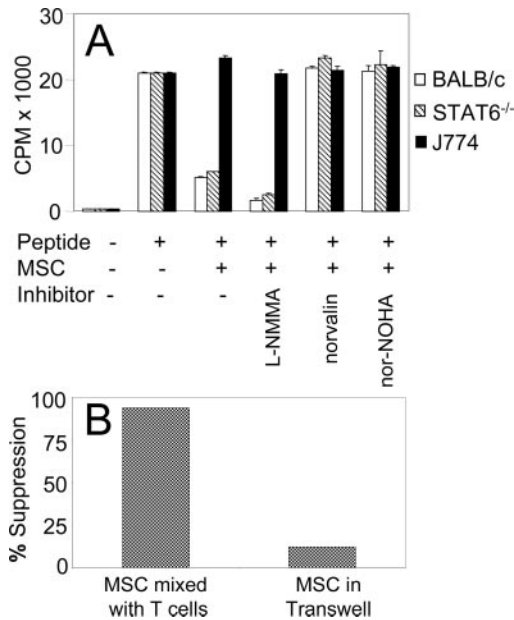 A
CPM x 1000
30
20
10
0
BALB/c
STAT6-/-
J774
Peptide - + + + + +
MSC - - + + + +
Inhibitor - - - L-NMMA norvalin nor-NOHA
B
% Suppression
100
75
50
25
0
MSC mixed
with T cells
MSC in
Transwell